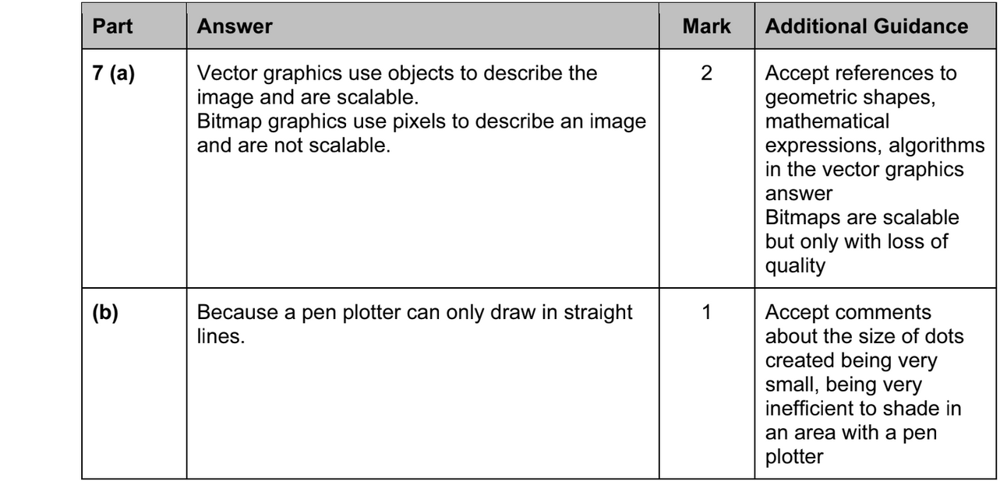 Part Answer Mark Additional Guidance
7 (a) Vector graphics use objects to describe the 2 Accept references to
image and are scalable. geometric shapes,
Bitmap graphics use pixels to describe an image mathematical
and are not scalable. expressions, algorithms
in the vector graphics
answer
Bitmaps are scalable
but only with loss of
quality
(b) Because a pen plotter can only draw in straight 1 Accept comments
lines. about the size of dots
created being very
small, being very
inefficient to shade in
an area with a pen
plotter